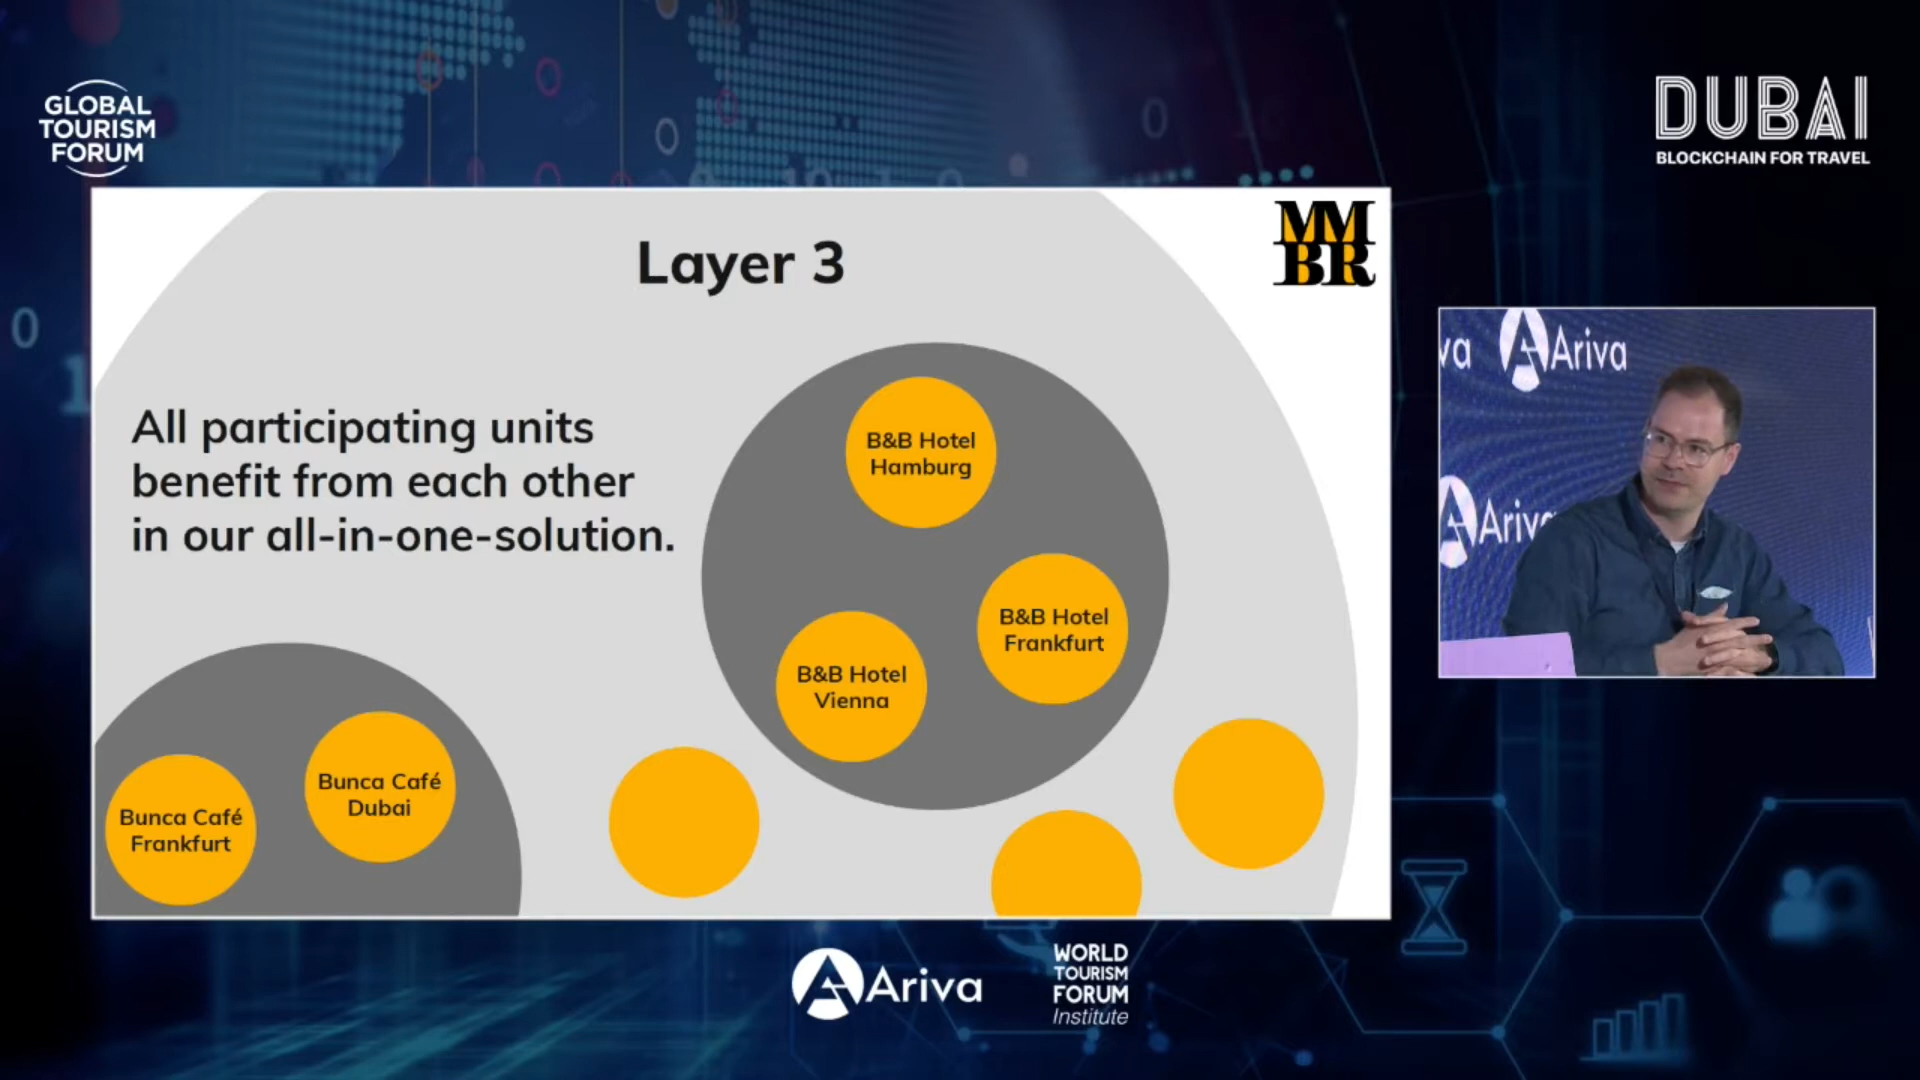 GLOBAL
TOURISM
FORUM
DUBAI
BLOCKCHAIN FOR TRAVEL
MM
BR
Layer 3
All participating units
benefit from each other
in our all-in-one-solution.
B&B Hotel
Hamburg
B&B Hotel
Frankfurt
B&B Hotel
Vienna
Bunca Café
Dubai
Bunca Café
Frankfurt
va Ariva
Ariva
Ariva
WORLD
TOURISM
FORUM
Institute